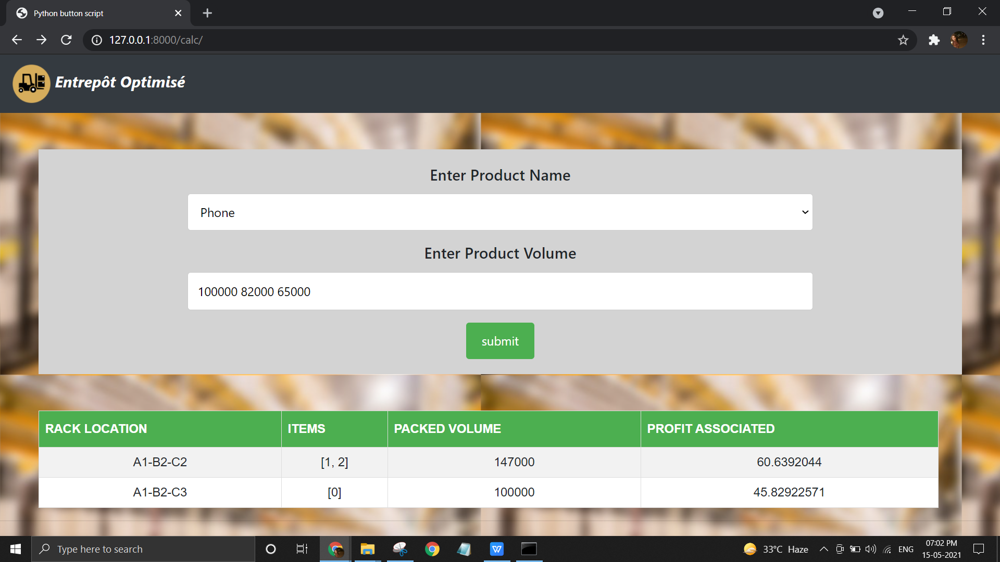 Python button script
127.0.0.1:8000/calc/
Entrepôt Optimisé
Enter Product Name
Phone
Enter Product Volume
100000 82000 65000
submit
RACK LOCATION ITEMS PACKED VOLUME PROFIT ASSOCIATED
A1-B2-C2 [1, 2] 147000 60.6392044
A1-B2-C3 [0] 100000 45.82922571
Type here to search
33°C Haze
ENG
07:02 PM
15-05-2021